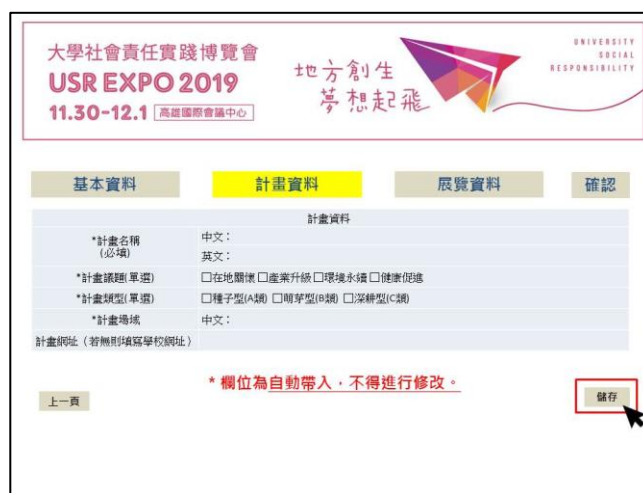 大學社會責任實踐博覽會
USR EXPO 2019
11.30-12.1 高雄國際會議中心
地方創生
夢想起飛
UNIVERSITY
SOCIAL
RESPONSIBILITY
基本資料 計畫資料 展覽資料 確認
計畫資料
*計畫名稱
(必填)
中文：
英文：
*計畫議題(單選) □在地關懷 □產業升級 □環境永續 □健康促進
*計畫類型(單選) □種子型(A類) □萌芽型(B類) □深耕型(C類)
*計畫場域 中文：
計畫網址（若無則填寫學校網址）
* 欄位為自動帶入，不得進行修改。
上一頁 儲存